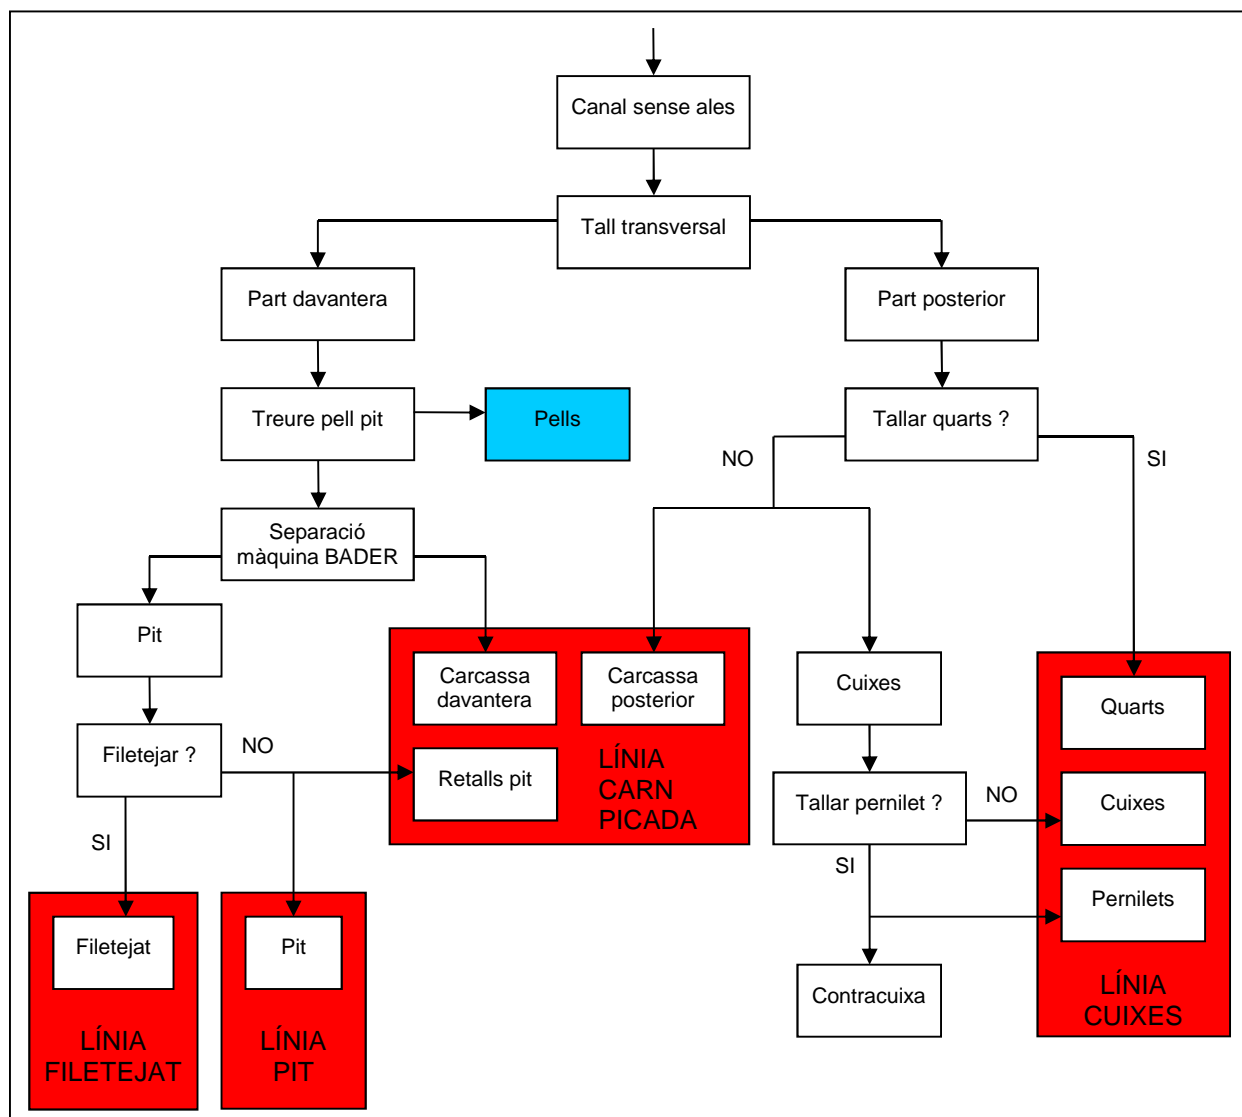 Canal sense ales
Tall transversal
Part davantera
Part posterior
Treure pell pit
Pells
Tallar quarts ?
NO
SI
Separació
màquina BADER
Pit
Carcassa
davantera
Carcassa
posterior
Cuixes
Quarts
Filetejar ?
NO
Retalls pit
LÍNIA
CARN
PICADA
Tallar pernilet ?
NO
Cuixes
SI
SI
Pernilets
Filetejat
Pit
Contracuixa
LÍNIA
CUIXES
LÍNIA
FILETEJAT
LÍNIA
PIT